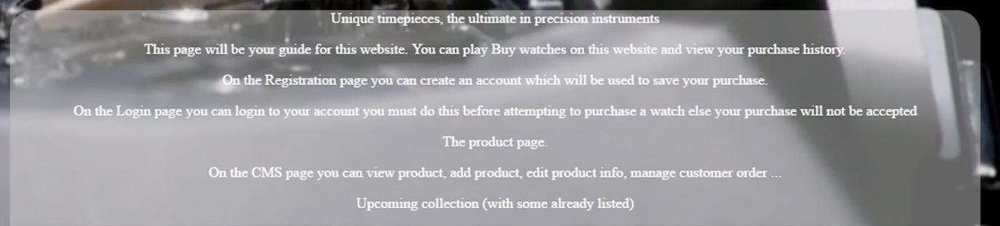 Unique timepieces, the ultimate in precision instruments
This page will be your guide for this website. You can play Buy watches on this website and view your purchase history.
On the Registration page you can create an account which will be used to save your purchase.
On the Login page you can login to your account you must do this before attempting to purchase a watch else your purchase will not be accepted
The product page.
On the CMS page you can view product, add product, edit product info, manage customer order ...
Upcoming collection (with some already listed)